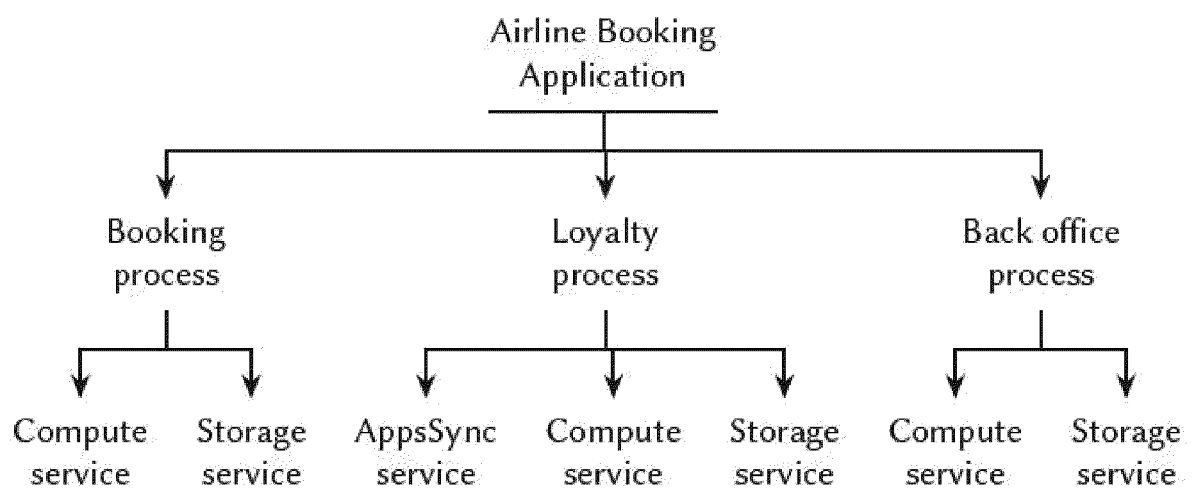 Airline Booking
Application
Booking
process
Loyalty
process
Back office
process
Compute
service
Storage
service
AppsSync
service
Compute
service
Storage
service
Compute
service
Storage
service